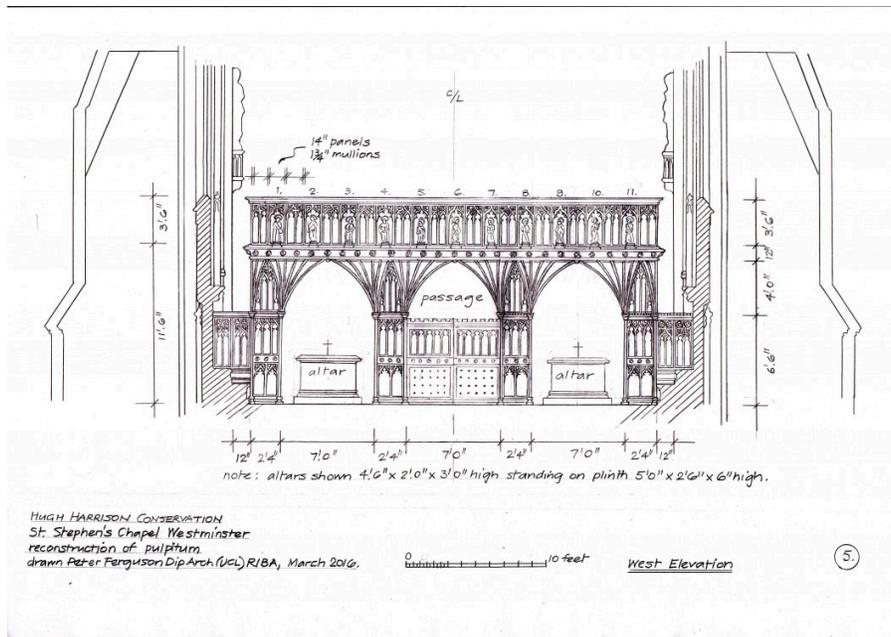 C/L
14" panels
1¾" mullions
1. 2. 3. 4. 5. 6. 7. 8. 9. 10. 11.
3'.6"
11'.6"
3'.6"
12"
4'.0"
6'.6"
passage
altar
altar
12" 2'4" 7'.0" 2'4" 7'0" 2'4" 7'.0" 2'4" 12"
note: altars shown 4'.6" x 2'.0" x 3'.0" high standing on plinth 5'0" x 2'6" x 6" high.
HUGH HARRISON CONSERVATION
St. Stephen's Chapel Westminster
reconstruction of pulpitum
drawn Peter Ferguson Dip Arch (UCL) RIBA, March 2016.
0 10 feet
WEST ELEVATION
5.